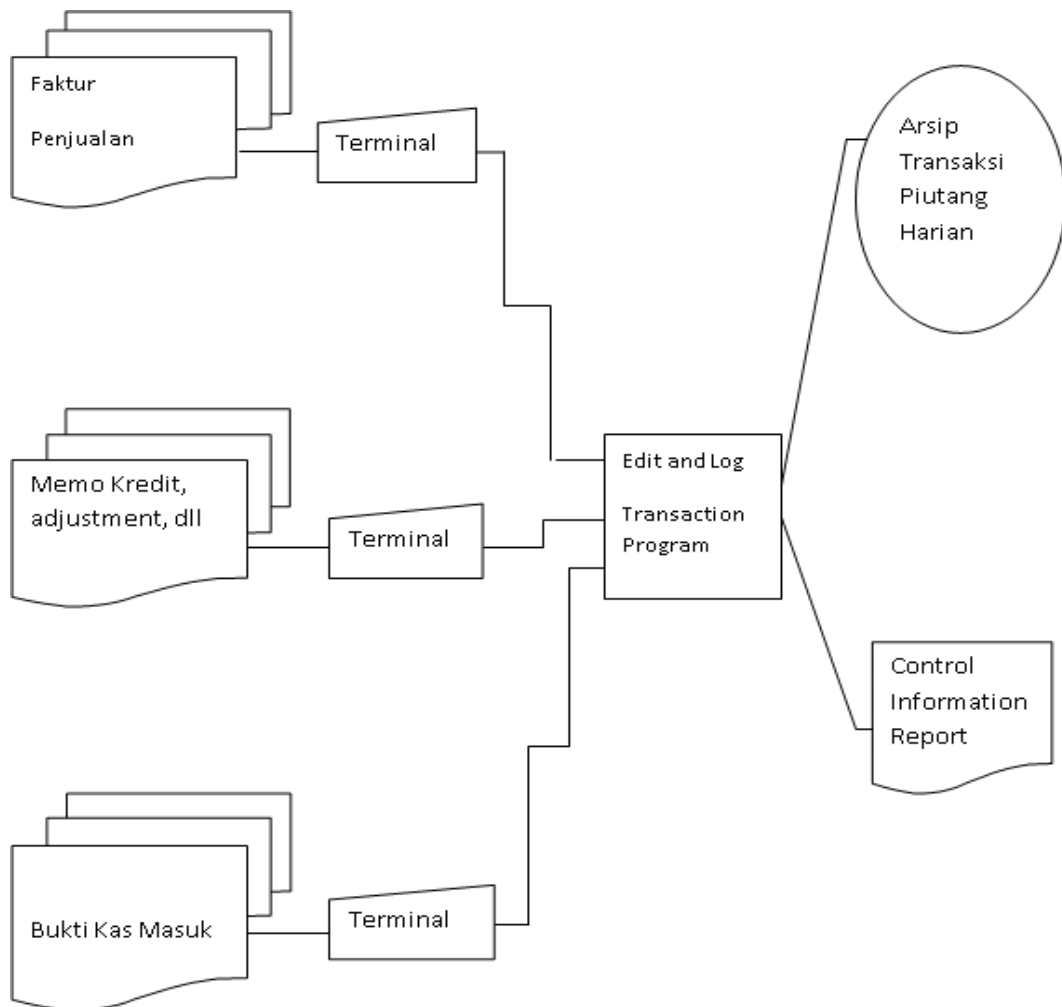 Faktur
Penjualan
Terminal
Arsip
Transaksi
Piutang
Harian
Memo Kredit,
adjustment, dll
Terminal
Edit and Log
Transaction
Program
Control
Information
Report
Bukti Kas Masuk
Terminal